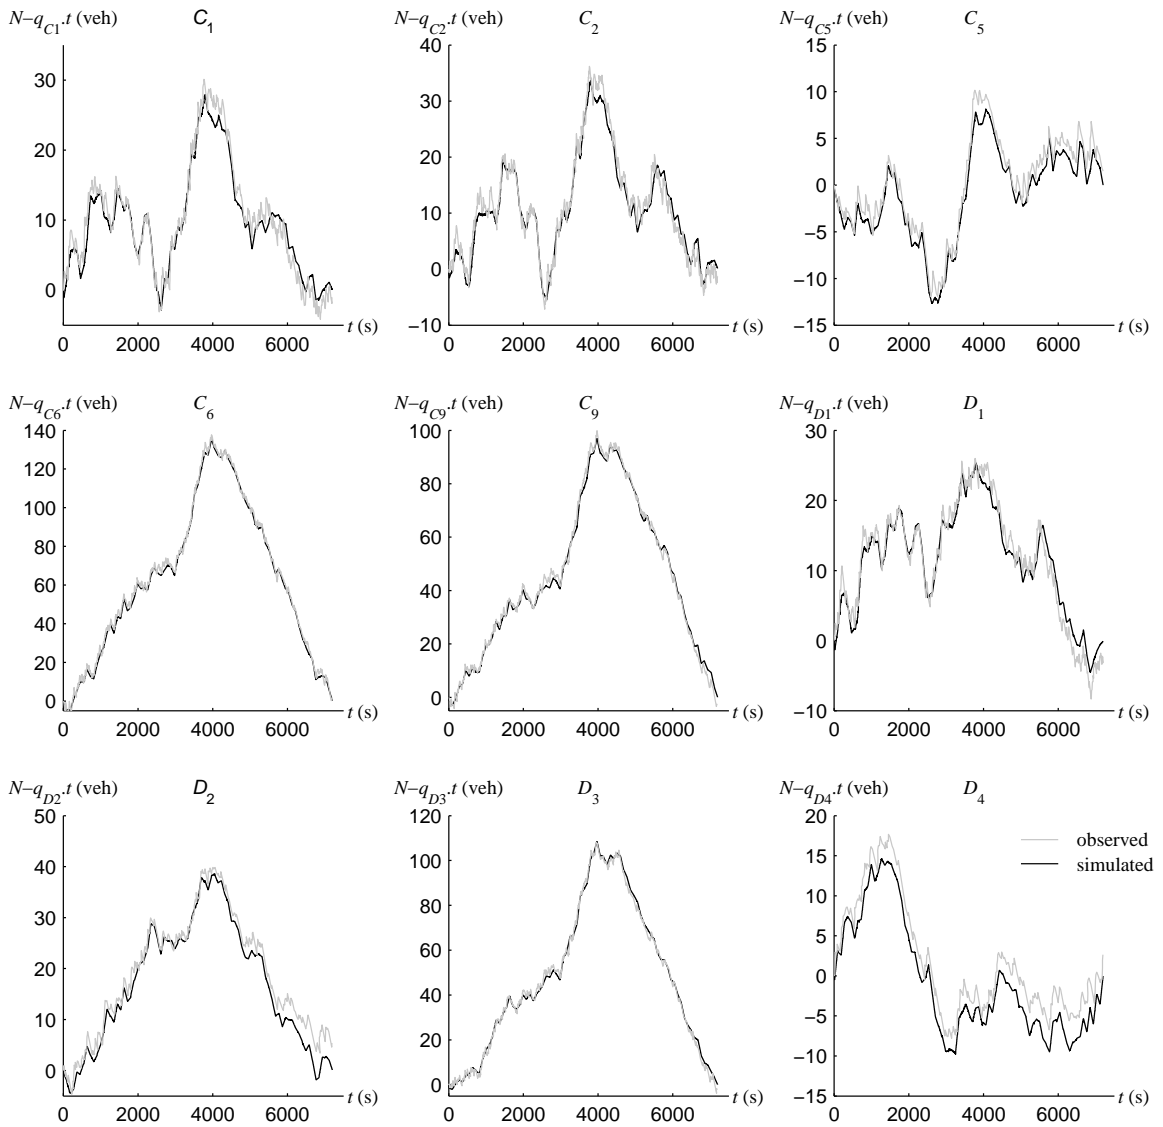 N−q_C1.t (veh) C_1
30
20
10
0
0 2000 4000 6000 t (s)
N−q_C2.t (veh) C_2
40
30
20
10
0
−10
0 2000 4000 6000 t (s)
N−q_C5.t (veh) C_5
15
10
5
0
−5
−10
−15
0 2000 4000 6000 t (s)
N−q_C6.t (veh) C_6
140
120
100
80
60
40
20
0
0 2000 4000 6000 t (s)
N−q_C9.t (veh) C_9
100
80
60
40
20
0
0 2000 4000 6000 t (s)
N−q_D1.t (veh) D_1
30
20
10
0
−10
0 2000 4000 6000 t (s)
N−q_D2.t (veh) D_2
50
40
30
20
10
0
0 2000 4000 6000 t (s)
N−q_D3.t (veh) D_3
120
100
80
60
40
20
0
0 2000 4000 6000 t (s)
N−q_D4.t (veh) D_4
20
15
10
5
0
−5
−10
−15
0 2000 4000 6000 t (s)
observed
simulated